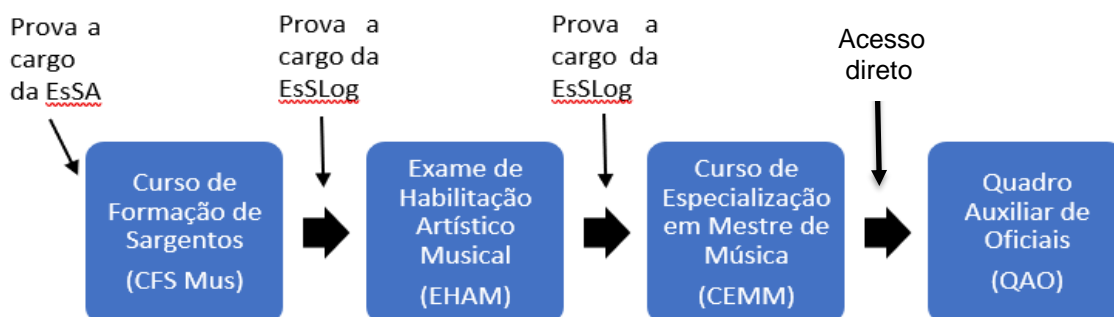 Prova a
cargo
da EsSA
Prova a
cargo da
EsSLog
Prova a
cargo da
EsSLog
Acesso
direto
Curso de
Formação de
Sargentos
(CFS Mus)
Exame de
Habilitação
Artístico
Musical
(EHAM)
Curso de
Especialização
em Mestre de
Música
(CEMM)
Quadro
Auxiliar de
Oficiais
(QAO)